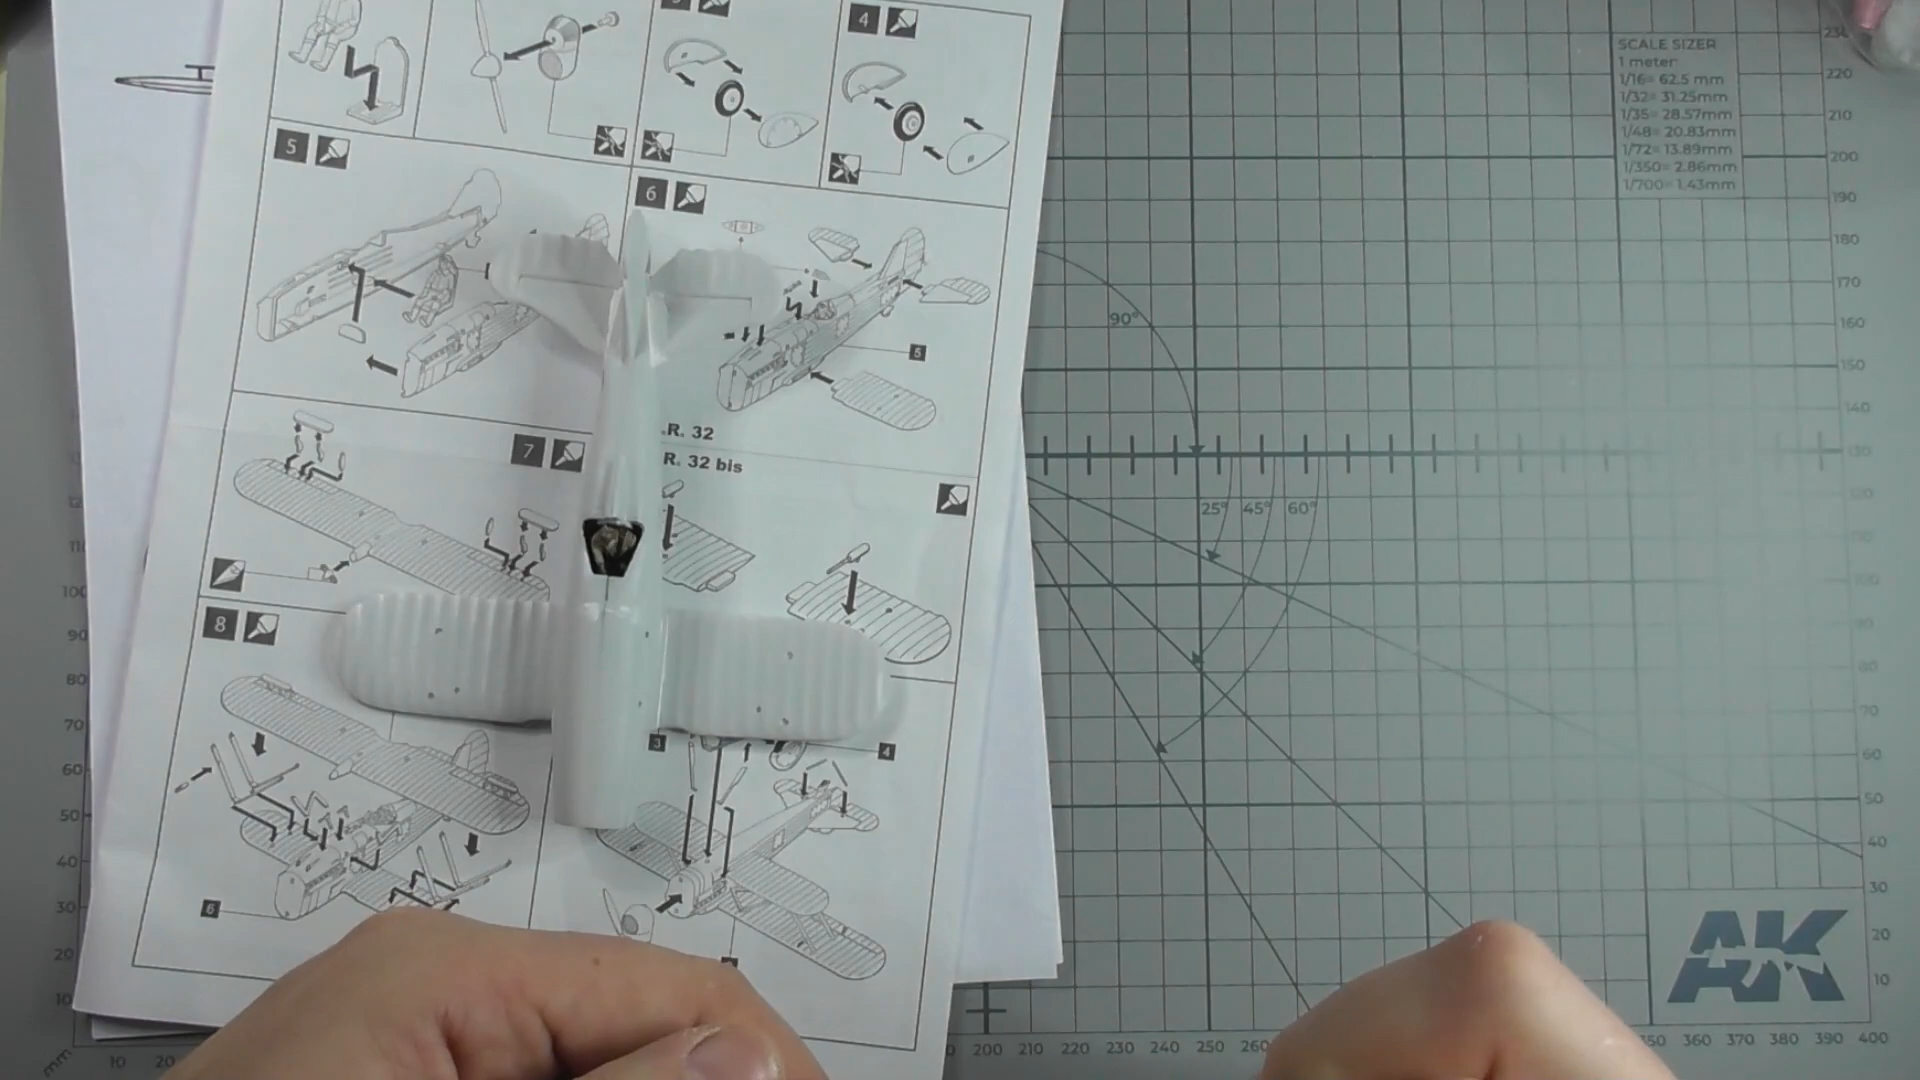 4
5
6
5
.R. 32
R. 32 bis
7
8
3
4
6
SCALE SIZER
1 meter
1/16= 62.5 mm
1/32= 31.25mm
1/35= 28.57mm
1/48= 20.83mm
1/72= 13.89mm
1/350= 2.86mm
1/700= 1.43mm
220
210
200
190
180
170
160
150
140
130
120
100
80
70
60
50
40
30
20
10
90°
25° 45° 60°
100
90
80
70
60
50
40
30
20
10
AK
mm 10 20
200 210 220 230 240 250 260
350 360 370 380 390 400